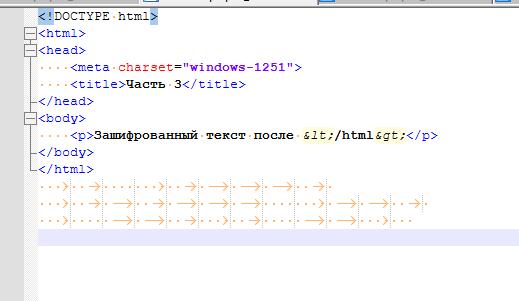 <!DOCTYPE html>
<html>
<head>
<meta charset="windows-1251">
<title>Часть 3</title>
</head>
<body>
<p>Зашифрованный текст после &lt;/html&gt;</p>
</body>
</html>